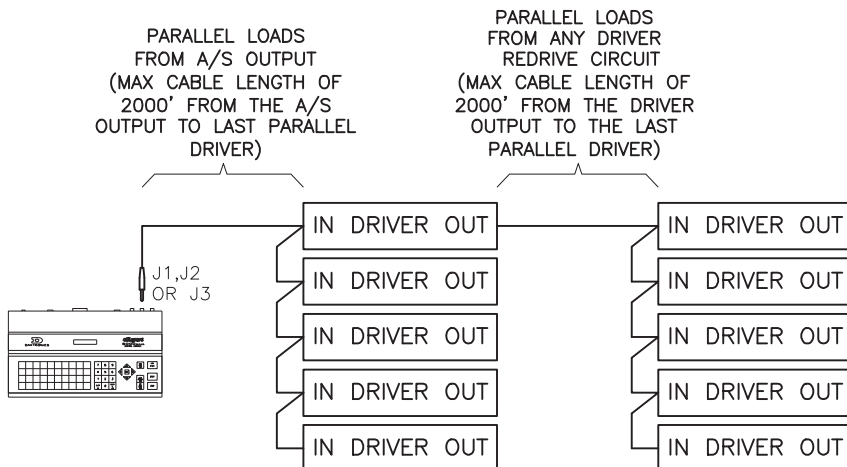 PARALLEL LOADS
FROM A/S OUTPUT
(MAX CABLE LENGTH OF
2000' FROM THE A/S
OUTPUT TO LAST PARALLEL
DRIVER)
PARALLEL LOADS
FROM ANY DRIVER
REDRIVE CIRCUIT
(MAX CABLE LENGTH OF
2000' FROM THE DRIVER
OUTPUT TO THE LAST
PARALLEL DRIVER)
J1,J2
OR J3
DAKTRONICS
IN DRIVER OUT
IN DRIVER OUT
IN DRIVER OUT
IN DRIVER OUT
IN DRIVER OUT
IN DRIVER OUT
IN DRIVER OUT
IN DRIVER OUT
IN DRIVER OUT
IN DRIVER OUT